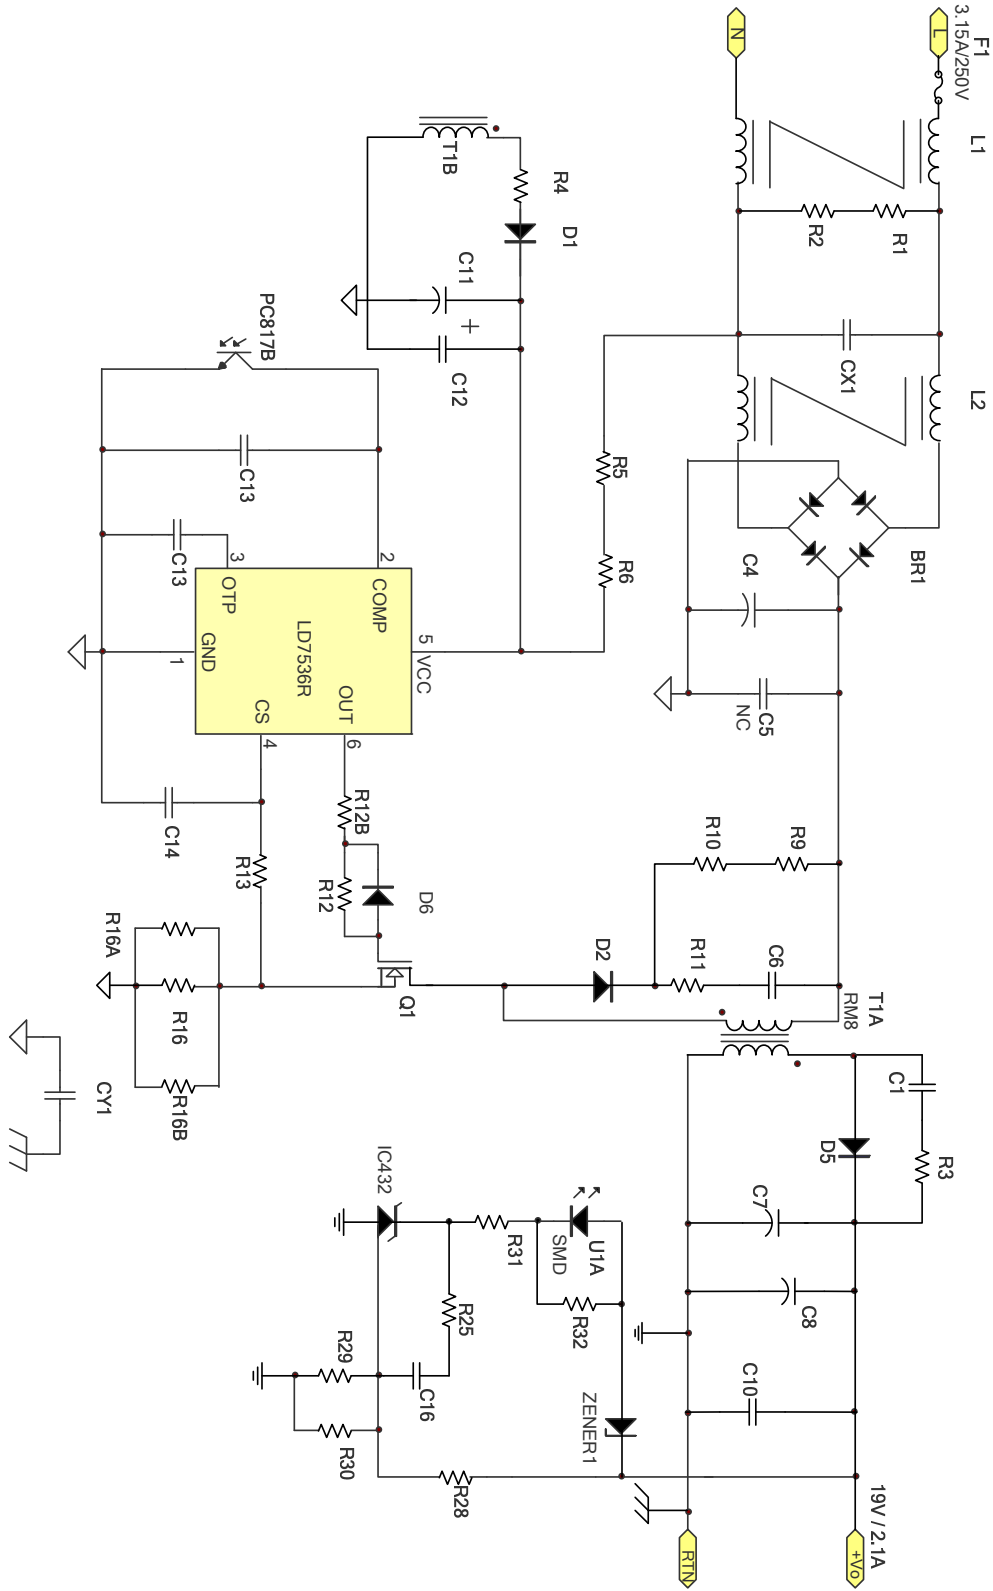 L
F1
3.15A/250V
N
L1
R1
R2
CX1
L2
BR1
C4
C5
NC
R9
R10
T1A
RM8
C6
R11
D2
C1
R3
D5
C7
C8
C10
19V / 2.1A
+Vo
RTN
T1B
R4
D1
C11
+
C12
R5
R6
PC817B
C13
C13
2
3
COMP
OTP
LD7536R
5
VCC
GND
1
OUT
CS
6
4
C14
R12B
R12
R13
D6
Q1
R16A
R16
R16B
CY1
IC432
R31
U1A
SMD
R32
R25
C16
R29
R30
R28
ZENER1